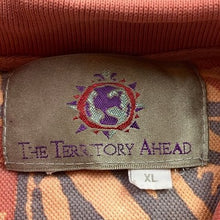 THE TERRITORY AHEAD
XL